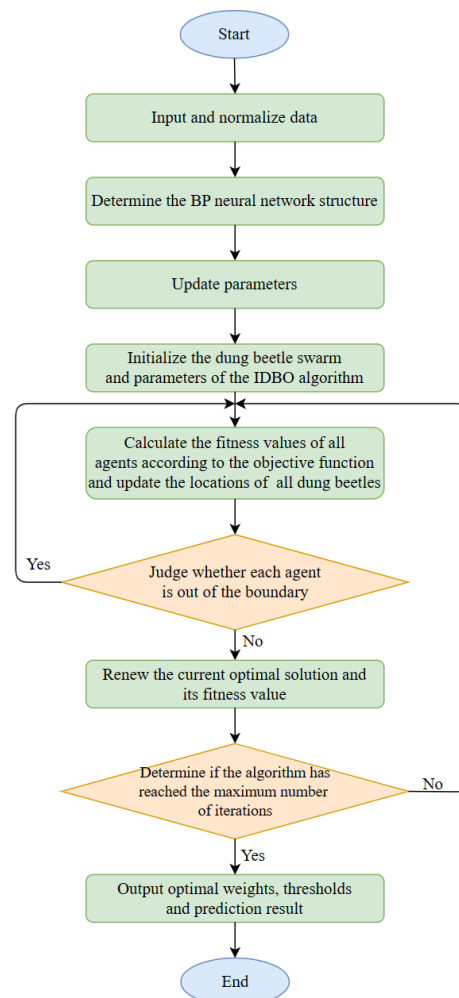 Start
Input and normalize data
Determine the BP neural network structure
Update parameters
Initialize the dung beetle swarm
and parameters of the IDBO algorithm
Calculate the fitness values of all
agents according to the objective function
and update the locations of all dung beetles
Yes
Judge whether each agent
is out of the boundary
No
Renew the current optimal solution and
its fitness value
Determine if the algorithm has
reached the maximum number
of iterations
No
Yes
Output optimal weights, thresholds
and prediction result
End